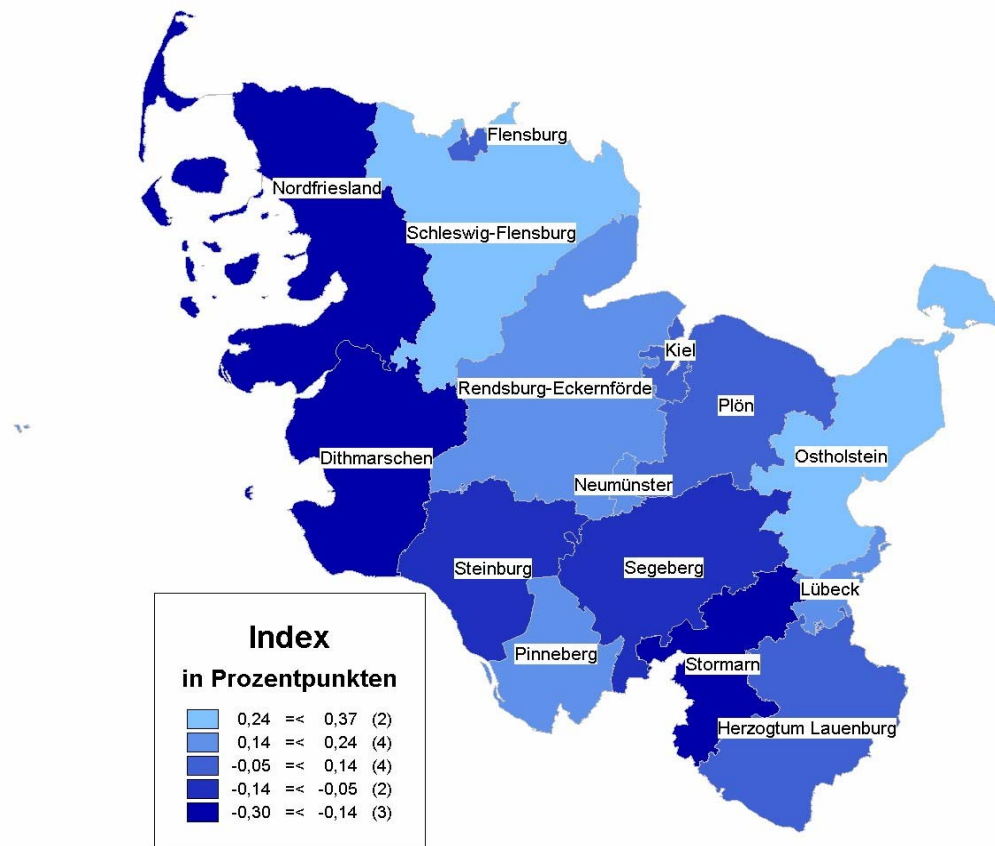 Flensburg
Nordfriesland
Schleswig-Flensburg
Kiel
Rendsburg-Eckernförde
Plön
Ostholstein
Dithmarschen
Neumünster
Steinburg
Segeberg
Lübeck
Pinneberg
Stormarn
Herzogtum Lauenburg
Index
in Prozentpunkten
0,24 =< 0,37 (2)
0,14 =< 0,24 (4)
-0,05 =< 0,14 (4)
-0,14 =< -0,05 (2)
-0,30 =< -0,14 (3)